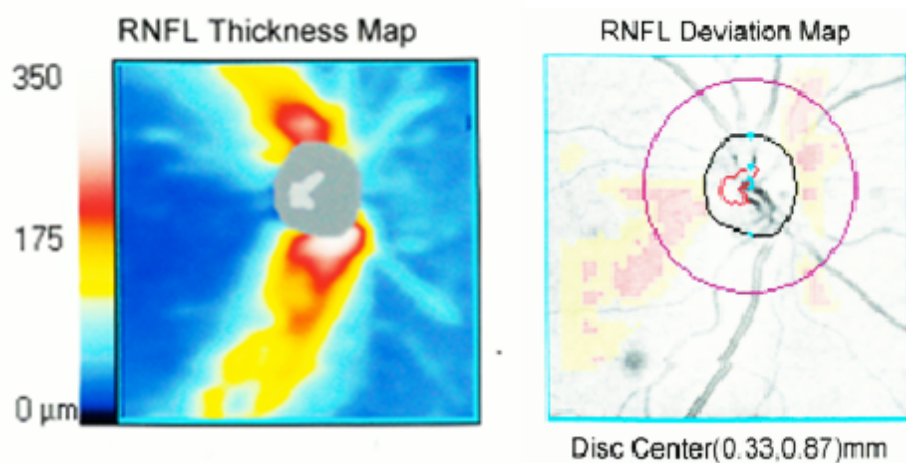 RNFL Thickness Map
350
175
0 μm
RNFL Deviation Map
Disc Center(0.33,0.87)mm